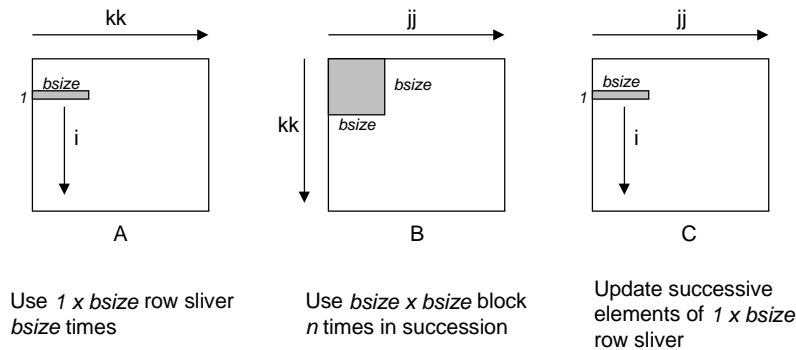 kk
jj
jj
bsize
1
i
kk
bsize
bsize
bsize
1
i
A
B
C
Use 1 x bsize row sliver
bsize times
Use bsize x bsize block
n times in succession
Update successive
elements of 1 x bsize
row sliver